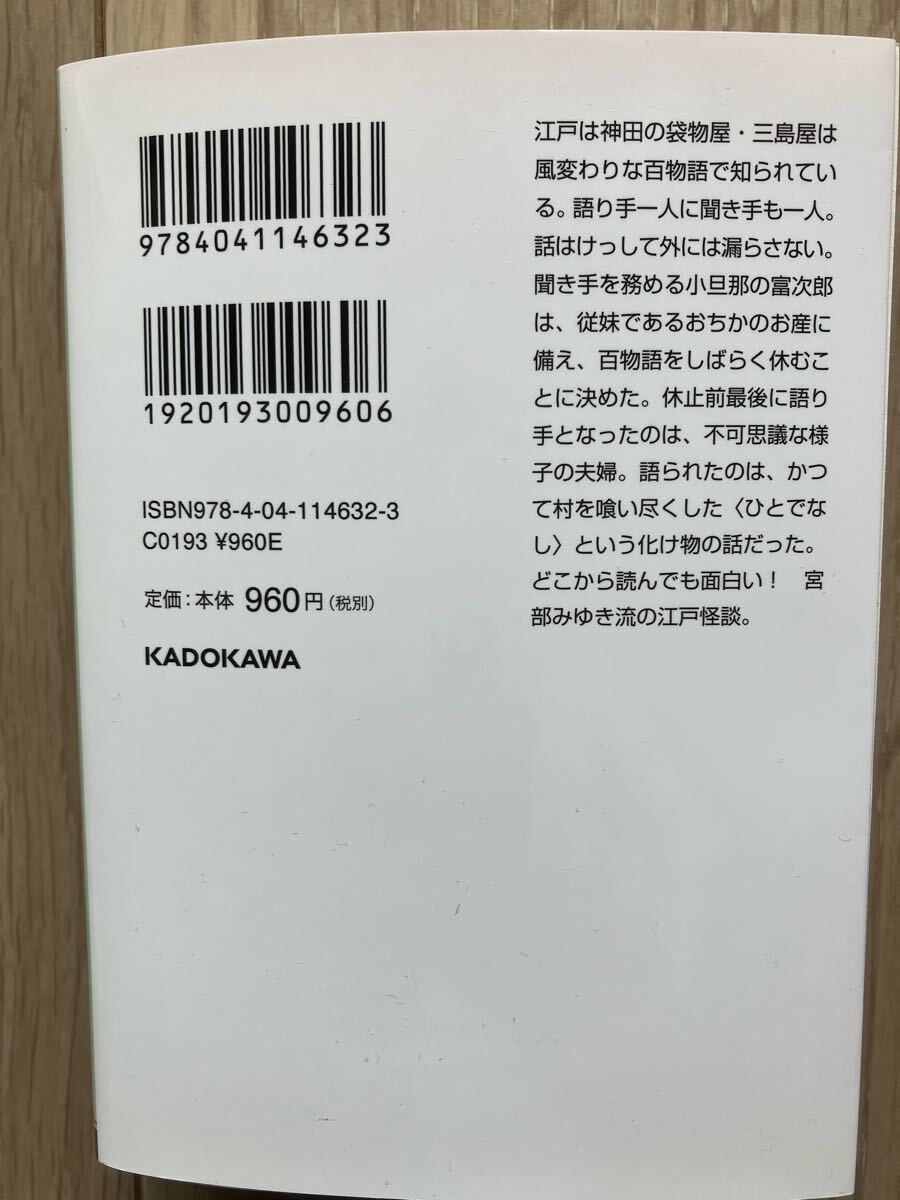 9784041146323
1920193009606
ISBN978-4-04-114632-3
C0193 ¥960E
定価:本体 960円(税別)
KADOKAWA
江戸は神田の袋物屋・三島屋は
風変わりな百物語で知られてい
る。語り手一人に聞き手も一人。
話はけっして外には漏らさない。
聞き手を務める小旦那の富次郎
は、従妹であるおちかのお産に
備え、百物語をしばらく休むこ
とに決めた。休止前最後に語り
手となったのは、不可思議な様
子の夫婦。語られたのは、かつ
て村を喰い尽くした〈ひとでな
し〉という化け物の話だった。
どこから読んでも面白い! 宮
部みゆき流の江戸怪談。